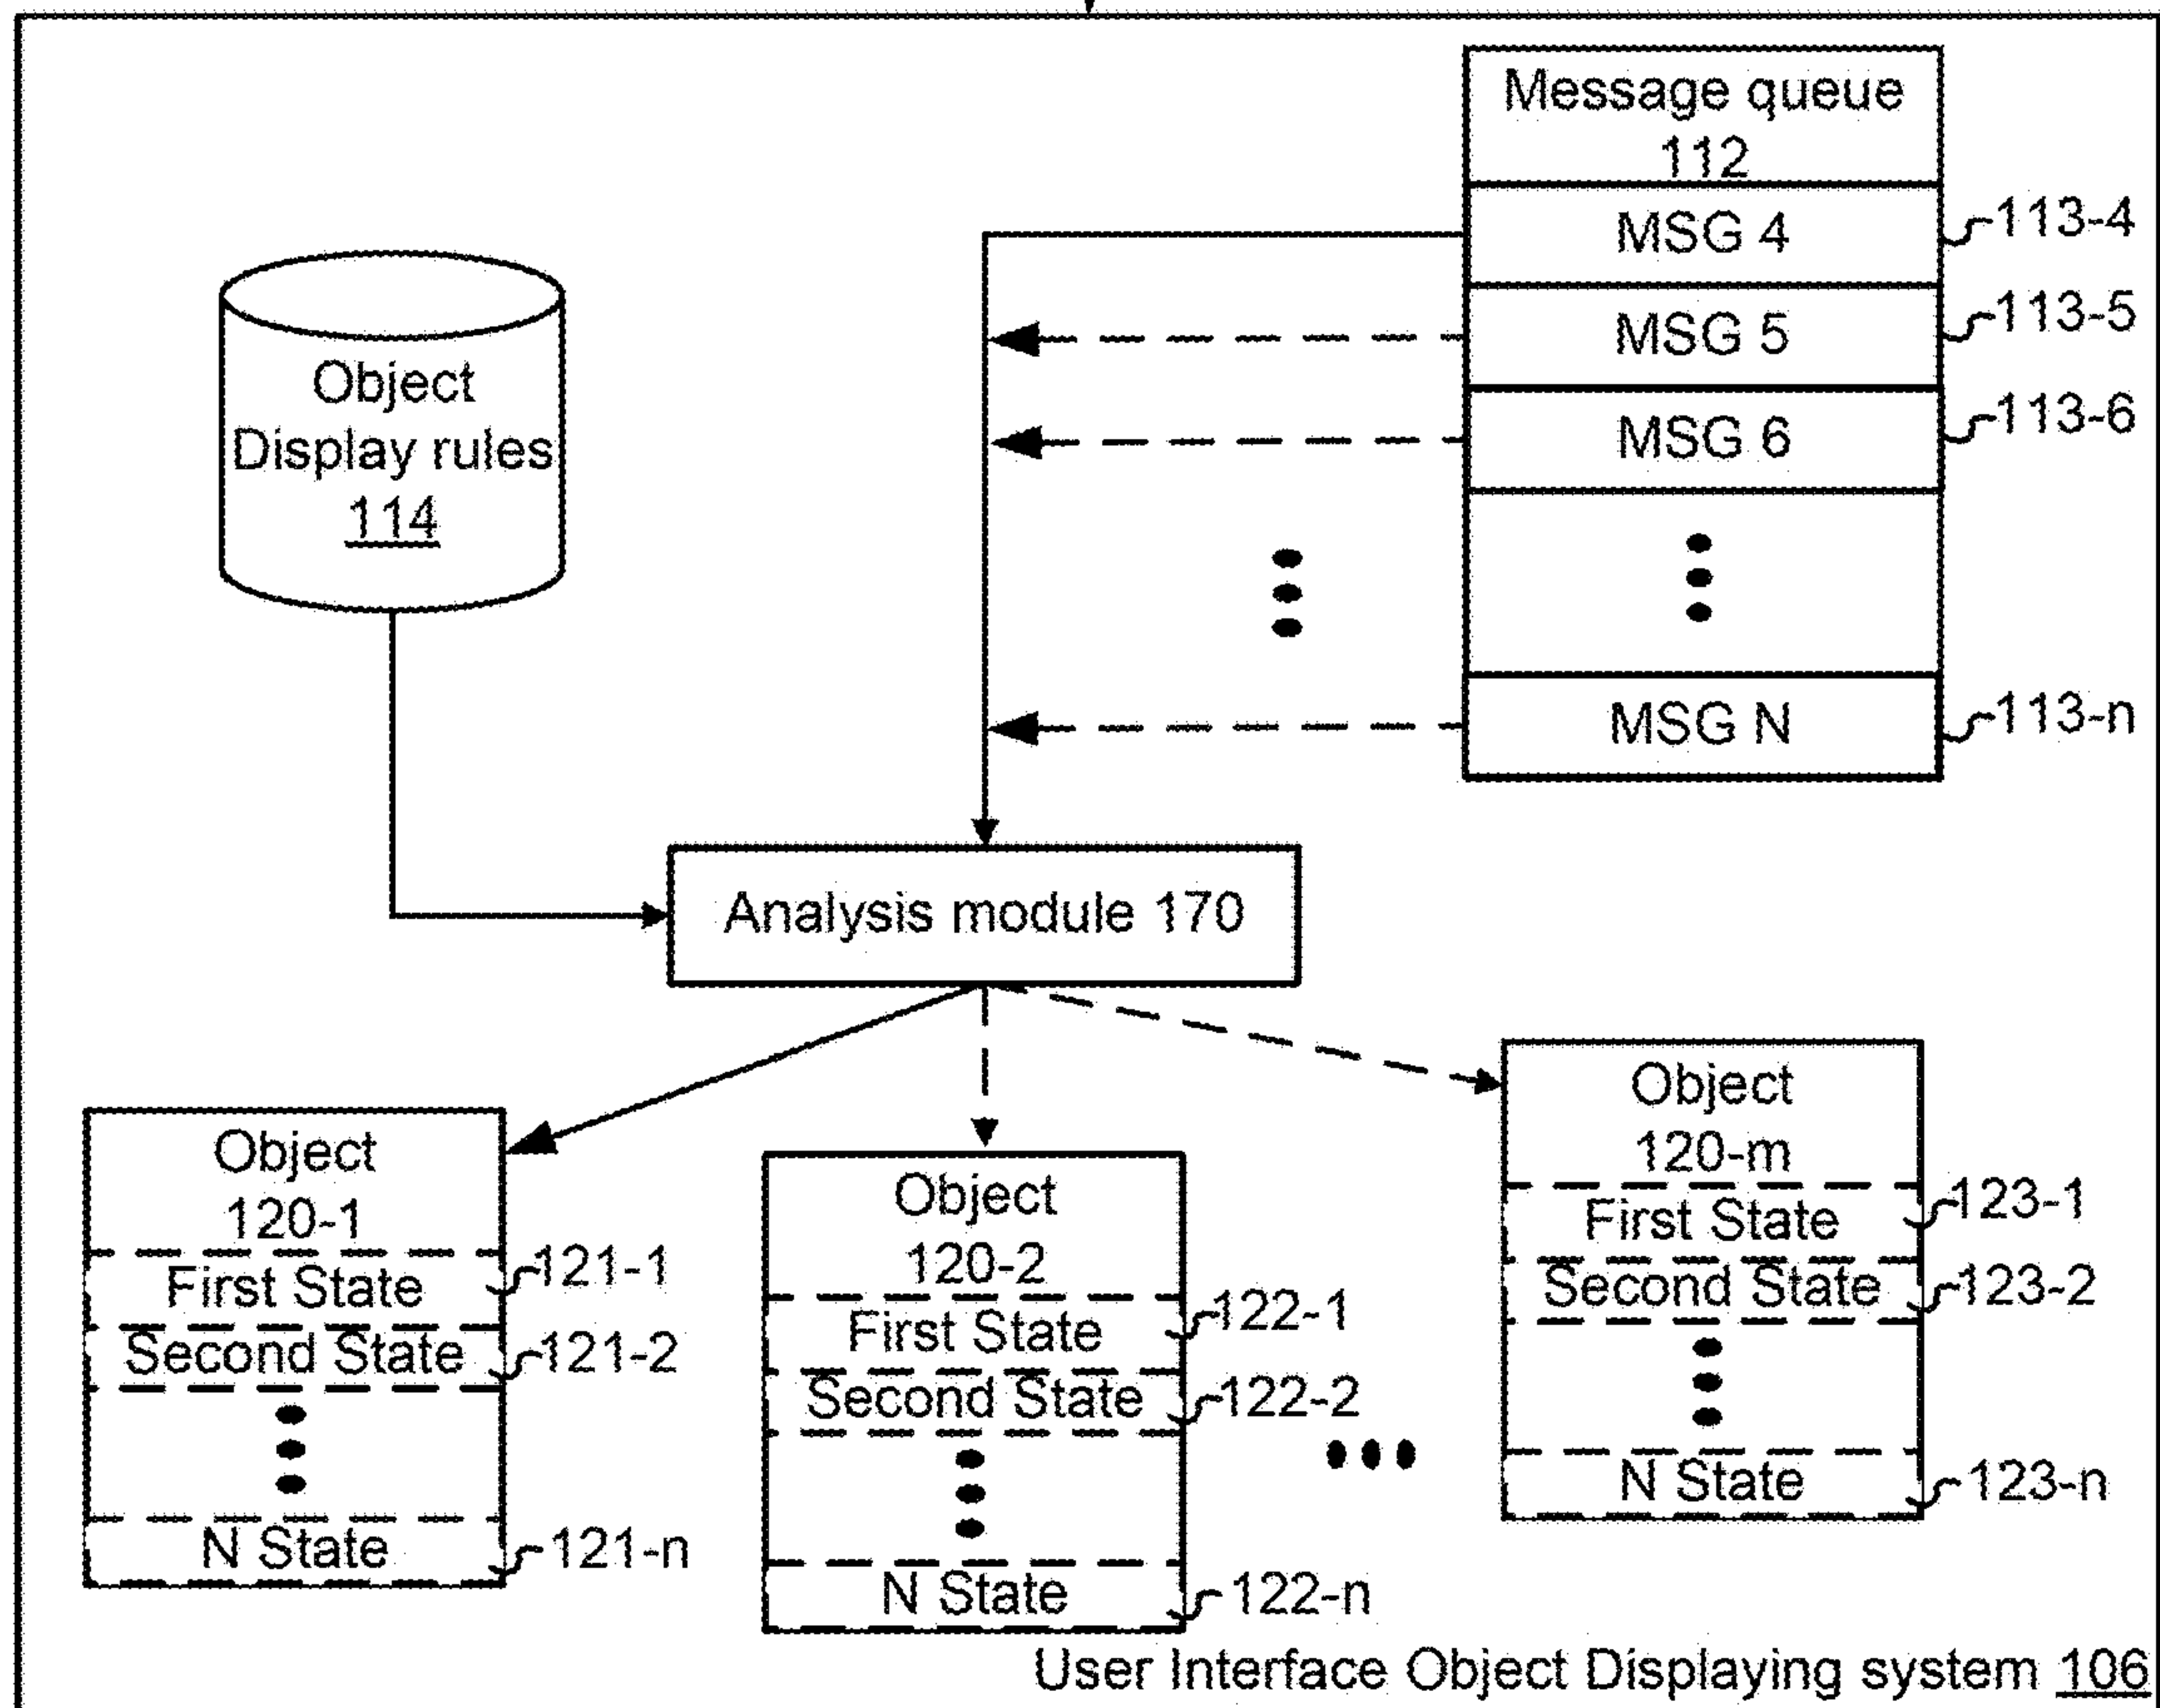 Message queue
112
MSG 4
113-4
MSG 5
113-5
MSG 6
113-6
MSG N
113-n
Object
Display rules
114
Analysis module 170
Object
120-1
First State
121-1
Second State
121-2
N State
121-n
Object
120-2
First State
122-1
Second State
122-2
N State
122-n
Object
120-m
First State
123-1
Second State
123-2
N State
123-n
User Interface Object Displaying system 106